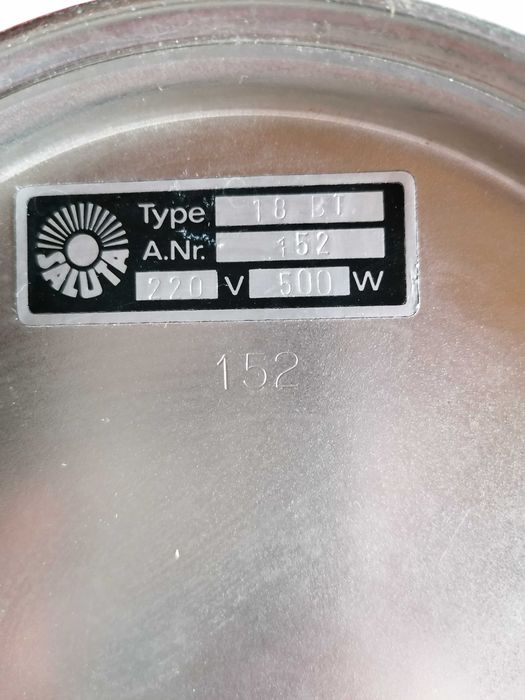 SALUTA
Type 18 BT.
A.Nr. 152
220 V 500 W
152